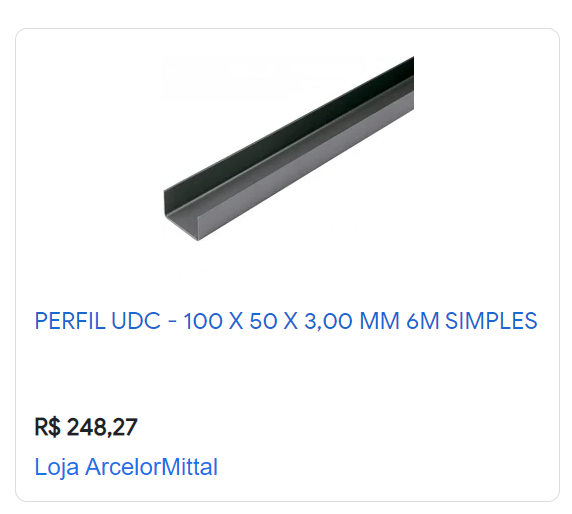 PERFIL UDC - 100 X 50 X 3,00 MM 6M SIMPLES
R$ 248,27
Loja ArcelorMittal